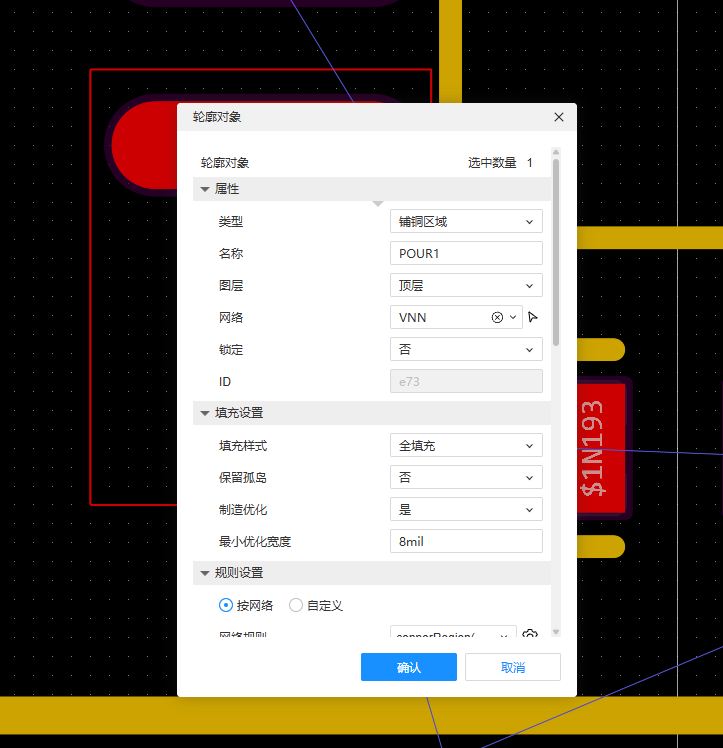 轮廓对象
轮廓对象 选中数量 1
属性
类型 铺铜区域
名称 POUR1
图层 顶层
网络 VNN
锁定 否
ID e73
填充设置
填充样式 全填充
保留孤岛 否
制造优化 是
最小优化宽度 8mil
规则设置
按网络 自定义
网络规则 copperRegion(
确认 取消
$1N193